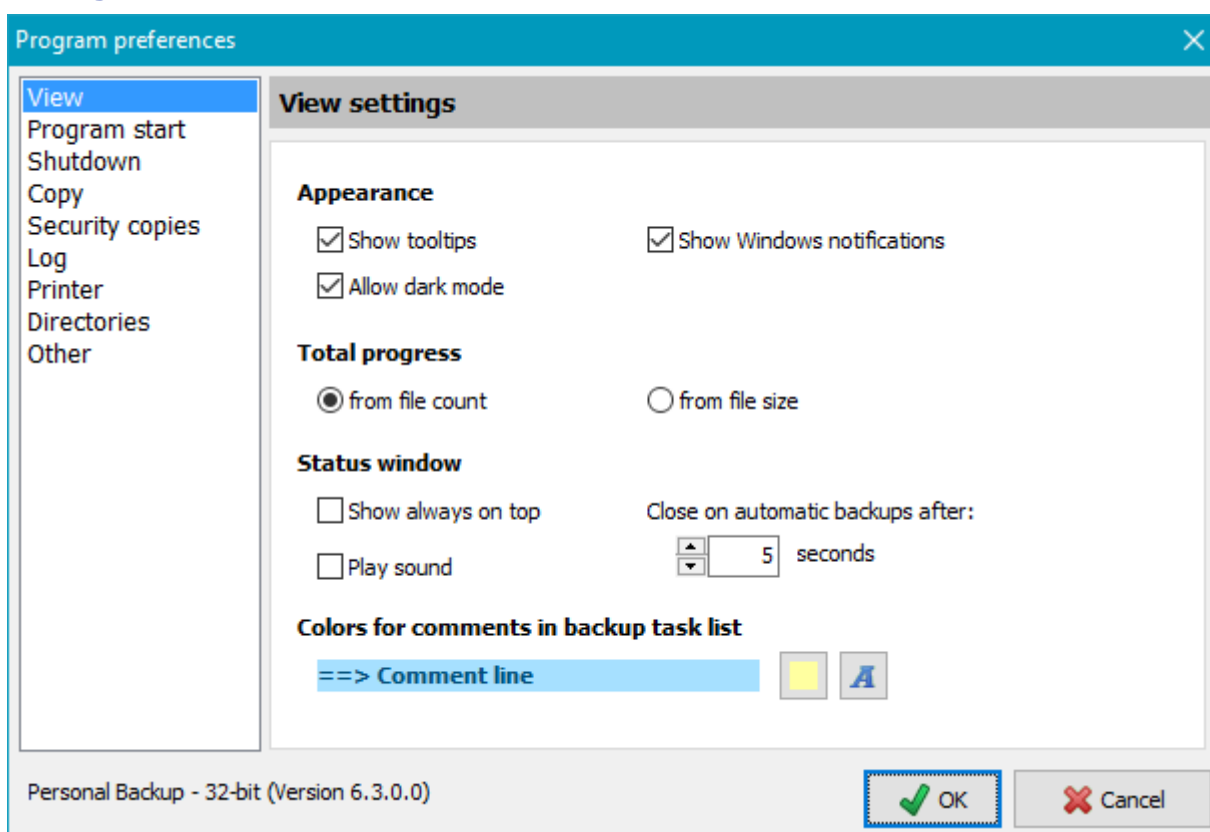 Program preferences
View
Program start
Shutdown
Copy
Security copies
Log
Printer
Directories
Other
View settings
Appearance
Show tooltips
Show Windows notifications
Allow dark mode
Total progress
from file count
from file size
Status window
Show always on top
Close on automatic backups after:
Play sound
5 seconds
Colors for comments in backup task list
==> Comment line
A
Personal Backup - 32-bit (Version 6.3.0.0)
OK
Cancel